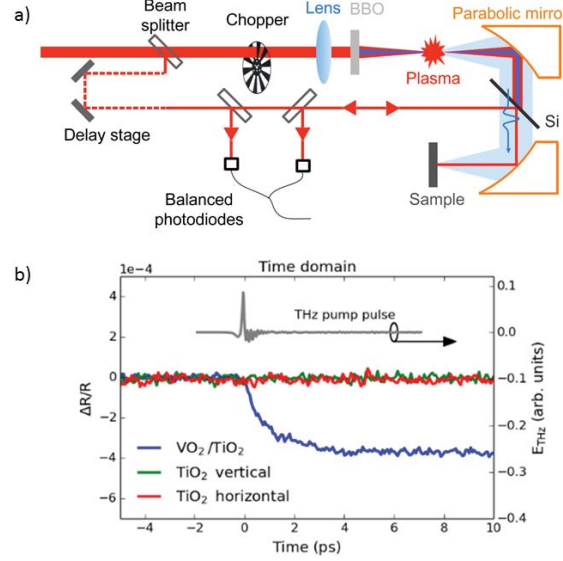 a)
Beam
splitter
Chopper
Lens
BBO
Parabolic mirro
Plasma
Delay stage
Si
Balanced
photodiodes
Sample
b)
1e−4
Time domain
4
2
0
−2
−4
−6
THz pump pulse
VO2/TiO2
TiO2 vertical
TiO2 horizontal
0.1
0.0
−0.1
−0.2
−0.3
−0.4
ΔR/R
ETHz (arb. units)
−4 −2 0 2 4 6 8 10
Time (ps)